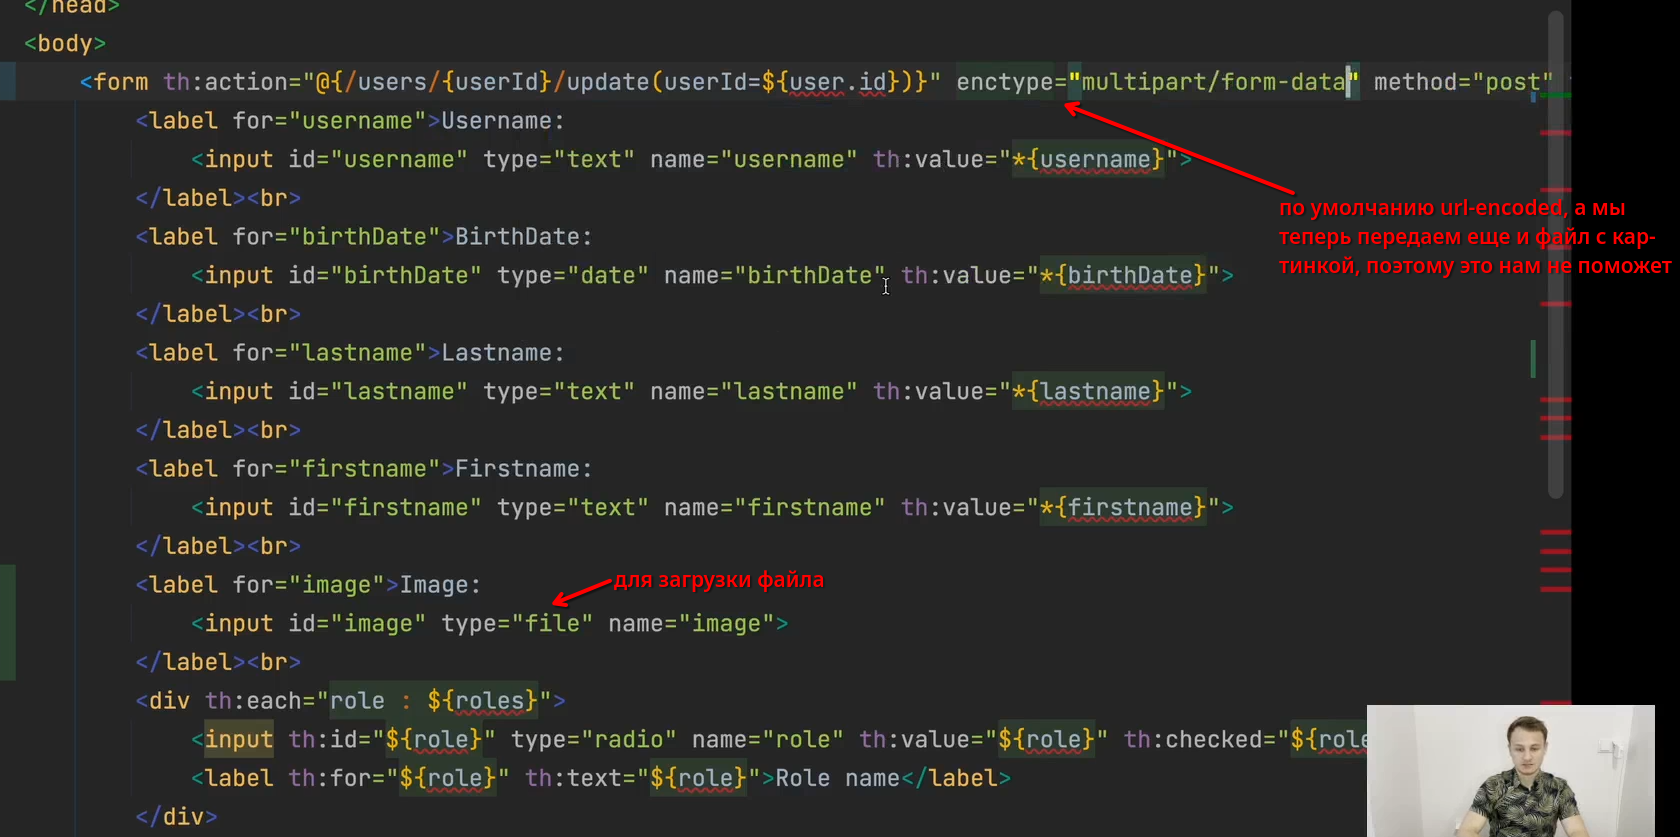 </head>
<body>
<form th:action="@{/users/{userId}/update(userId=${user.id})}" enctype="multipart/form-data" method="post"
<label for="username">Username:
<input id="username" type="text" name="username" th:value="*{username}">
</label><br>
<label for="birthDate">BirthDate:
<input id="birthDate" type="date" name="birthDate" th:value="*{birthDate}">
</label><br>
<label for="lastname">Lastname:
<input id="lastname" type="text" name="lastname" th:value="*{lastname}">
</label><br>
<label for="firstname">Firstname:
<input id="firstname" type="text" name="firstname" th:value="*{firstname}">
</label><br>
<label for="image">Image:
<input id="image" type="file" name="image">
</label><br>
<div th:each="role : ${roles}">
<input th:id="${role}" type="radio" name="role" th:value="${role}" th:checked="${role
<label th:for="${role}" th:text="${role}">Role name</label>
</div>
по умолчанию url-encoded, а мы
теперь передаем еще и файл с кар-
тинкой, поэтому это нам не поможет
для загрузки файла